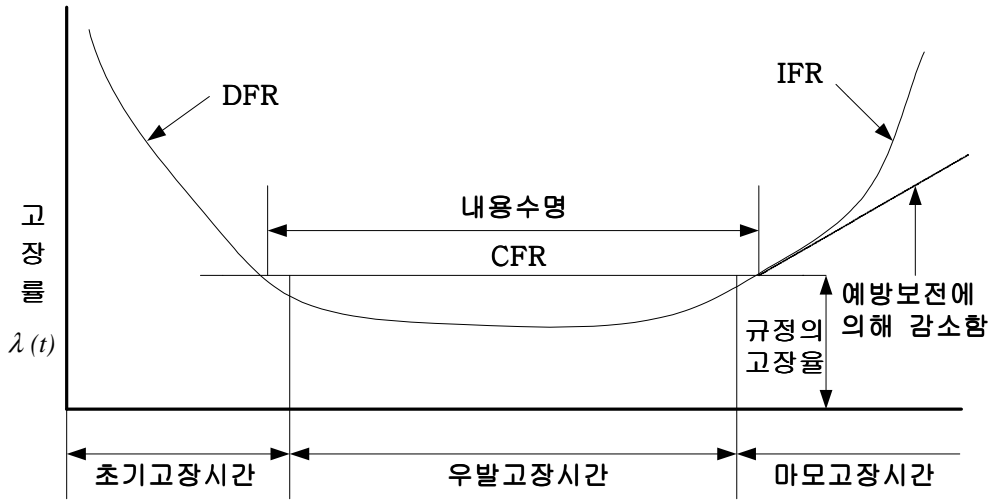 DFR
IFR
내용수명
CFR
고
장
률
λ (t)
예방보전에
의해 감소함
규정의
고장율
초기고장시간
우발고장시간
마모고장시간